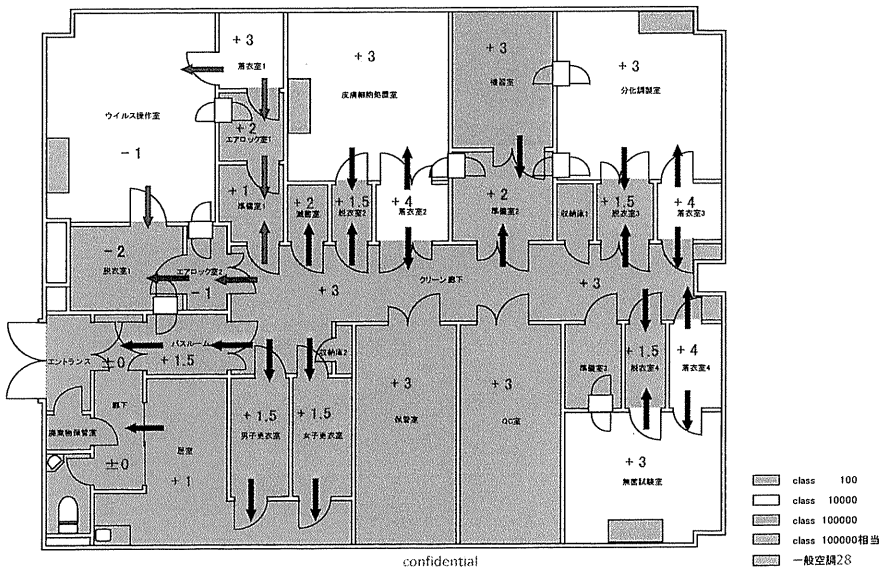 +3
着衣室1
+3
皮膚細胞処置室
+3
機器室
+3
分化調製室
ウイルス操作室
-1
+2
エアロック室1
+1
準備室1
+2
滅菌室
+1.5
脱衣室2
+4
着衣室2
+2
準備室2
収納庫1
+1.5
脱衣室3
+4
着衣室3
-2
脱衣室1
エアロック室2
-1
+3
クリーン廊下
+3
エントランス
±0
パスルーム
+1.5
収納庫2
廊下
廃棄物保管室
±0
居室
+1
+1.5
男子更衣室
+1.5
女子更衣室
+3
保管室
+3
QC室
準備室3
+1.5
脱衣室4
+4
着衣室4
+3
無菌試験室
class 100
class 10000
class 100000
class 100000相当
一般空調28
confidential